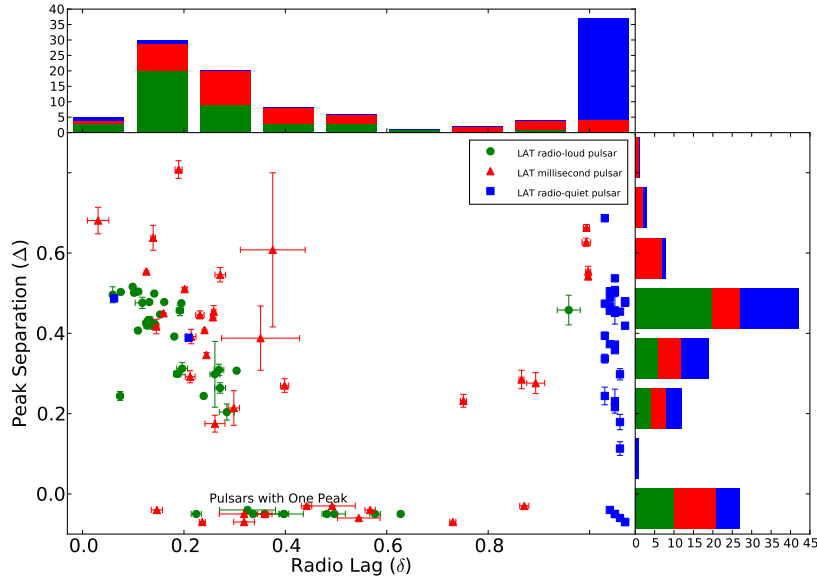 40
35
30
25
20
15
10
5
0
LAT radio-loud pulsar
LAT millisecond pulsar
LAT radio-quiet pulsar
Peak Separation (Δ)
0.6
0.4
0.2
0.0
Pulsars with One Peak
0.0 0.2 0.4 0.6 0.8
0 5 10 15 20 25 30 35 40 45
Radio Lag (δ)